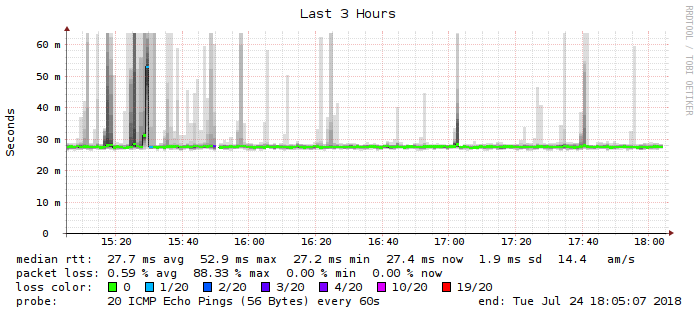 Last 3 Hours
RRDTOOL / TOBI OETIKER
Seconds
60 m
50 m
40 m
30 m
20 m
10 m
0
15:20 15:40 16:00 16:20 16:40 17:00 17:20 17:40 18:00
median rtt: 27.7 ms avg 52.9 ms max 27.2 ms min 27.4 ms now 1.9 ms sd 14.4 am/s
packet loss: 0.59 % avg 88.33 % max 0.00 % min 0.00 % now
loss color: 0 1/20 2/20 3/20 4/20 10/20 19/20
probe: 20 ICMP Echo Pings (56 Bytes) every 60s end: Tue Jul 24 18:05:07 2018